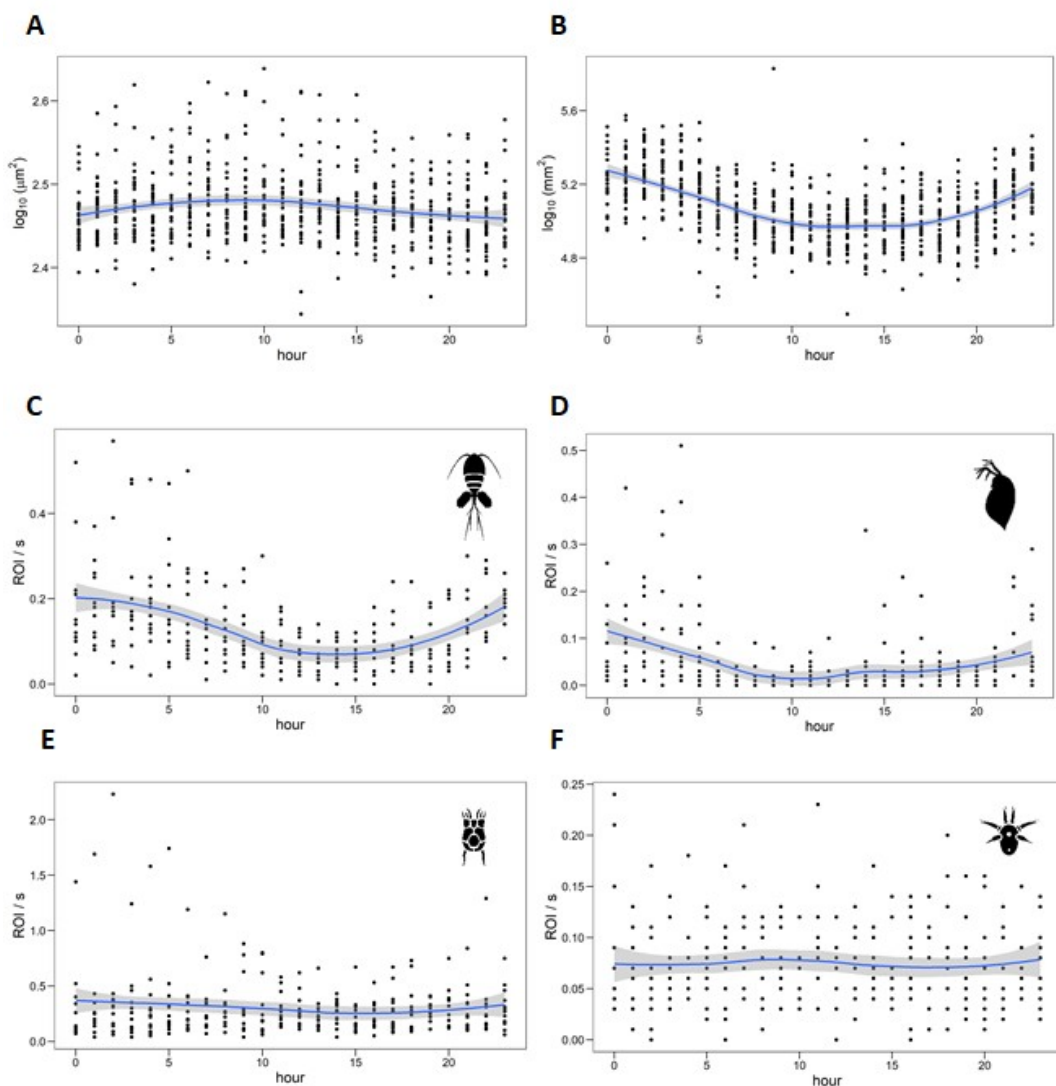 A
B
2.6
2.5
2.4
log10 (μm2)
0 5 10 15 20
hour
5.6
5.2
4.8
log10 (mm2)
0 5 10 15 20
hour
C
D
0.4
0.2
0.0
ROI / s
0 5 10 15 20
hour
0.5
0.4
0.3
0.2
0.1
0.0
ROI / s
0 5 10 15 20
hour
E
F
2.0
1.5
1.0
0.5
0.0
ROI / s
0 5 10 15 20
hour
0.25
0.20
0.15
0.10
0.05
0.00
ROI / s
0 5 10 15 20
hour